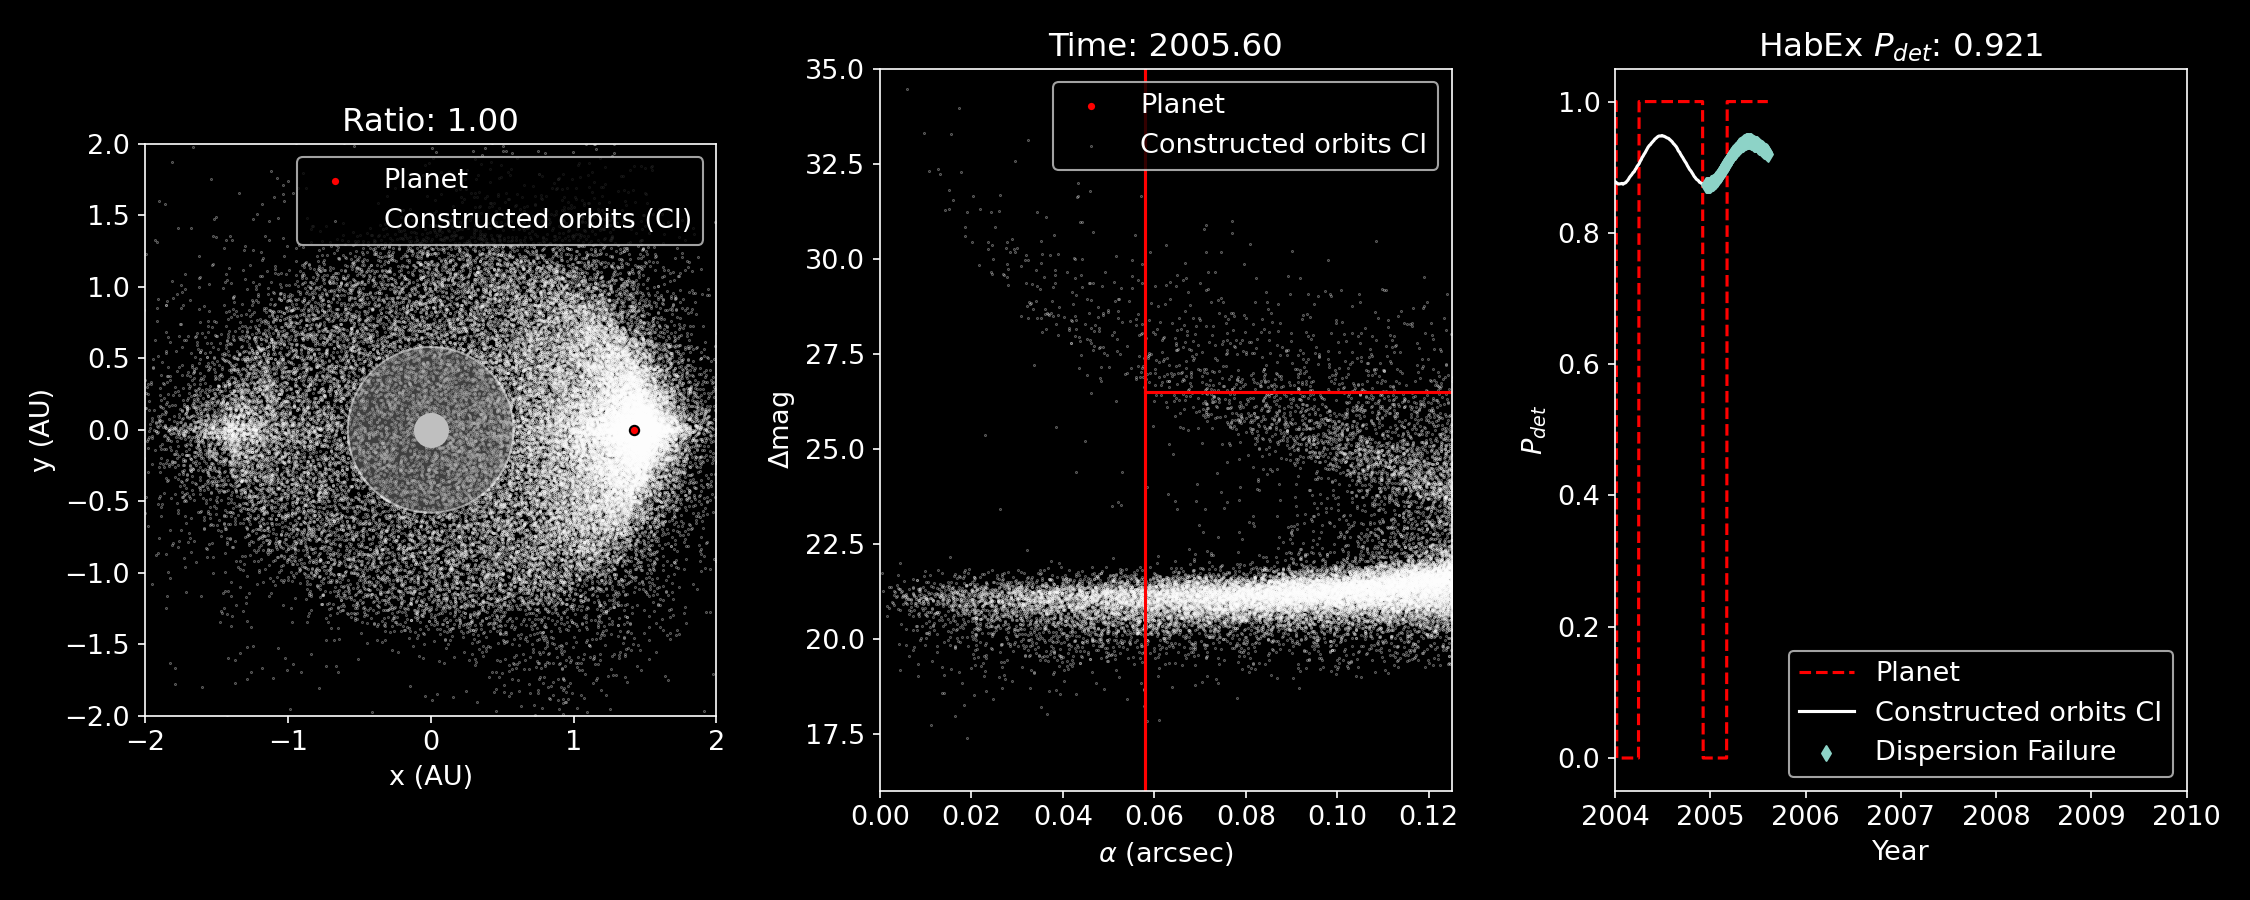 Ratio: 1.00
Planet
Constructed orbits (CI)
2.0
1.5
1.0
0.5
0.0
−0.5
−1.0
−1.5
−2.0
−2
−1
0
1
2
x (AU)
y (AU)
Time: 2005.60
Planet
Constructed orbits CI
35.0
32.5
30.0
27.5
25.0
22.5
20.0
17.5
0.00
0.02
0.04
0.06
0.08
0.10
0.12
α (arcsec)
Δmag
HabEx P_det: 0.921
1.0
0.8
0.6
0.4
0.2
0.0
Planet
Constructed orbits CI
Dispersion Failure
2004
2005
2006
2007
2008
2009
2010
Year
P_det